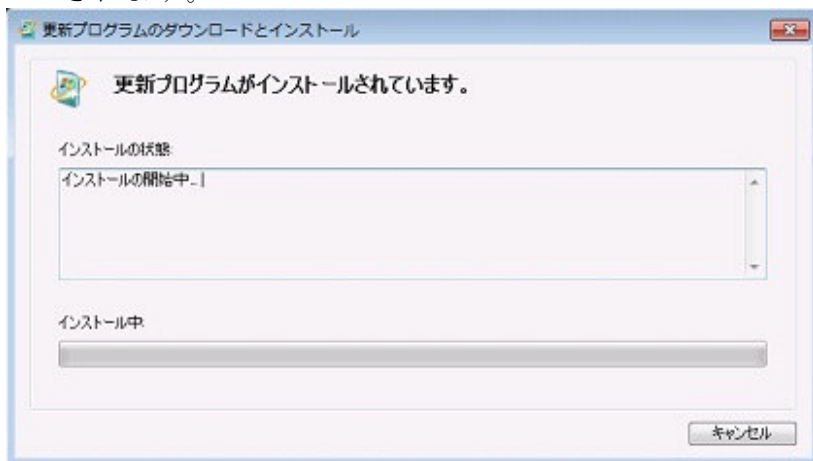 更新プログラムのダウンロードとインストール
更新プログラムがインストールされています。
インストールの状態:
インストールの開始中...
インストール中:
キャンセル